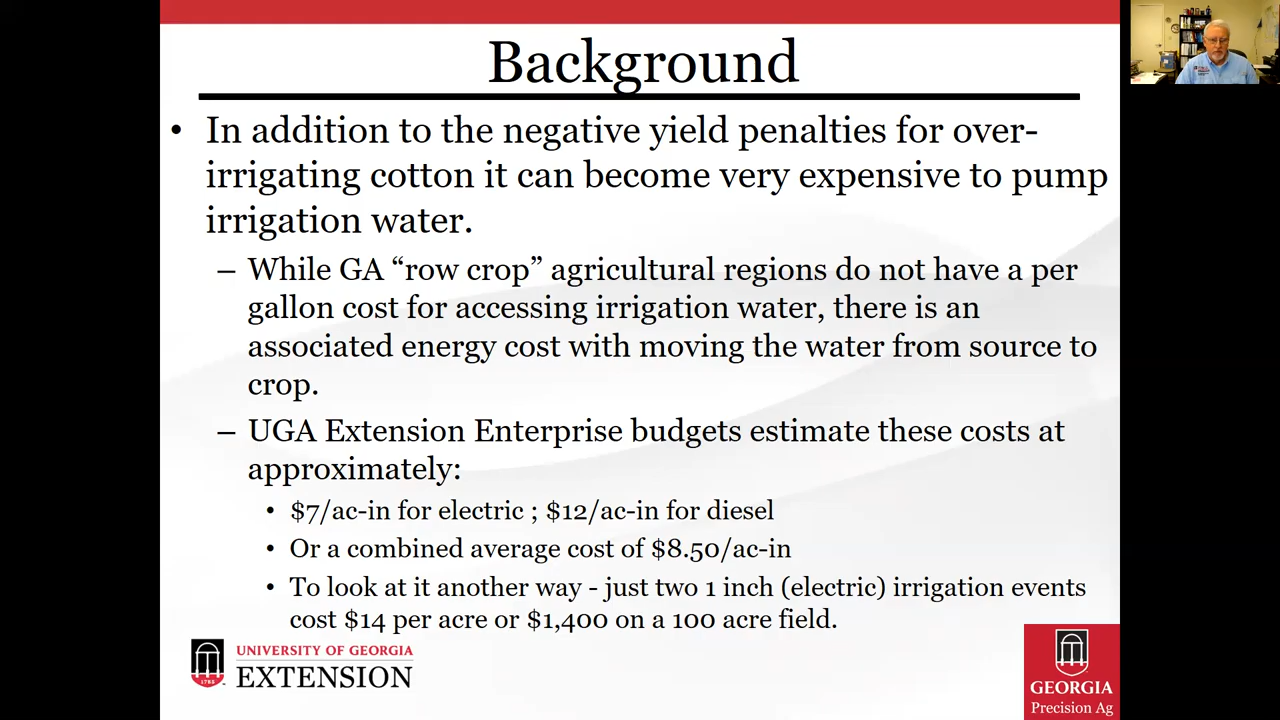 Background
• In addition to the negative yield penalties for over-
irrigating cotton it can become very expensive to pump
irrigation water.
– While GA “row crop” agricultural regions do not have a per
gallon cost for accessing irrigation water, there is an
associated energy cost with moving the water from source to
crop.
– UGA Extension Enterprise budgets estimate these costs at
approximately:
• $7/ac-in for electric ; $12/ac-in for diesel
• Or a combined average cost of $8.50/ac-in
• To look at it another way - just two 1 inch (electric) irrigation events
cost $14 per acre or $1,400 on a 100 acre field.
1785
UNIVERSITY OF GEORGIA
EXTENSION
GEORGIA
Precision Ag